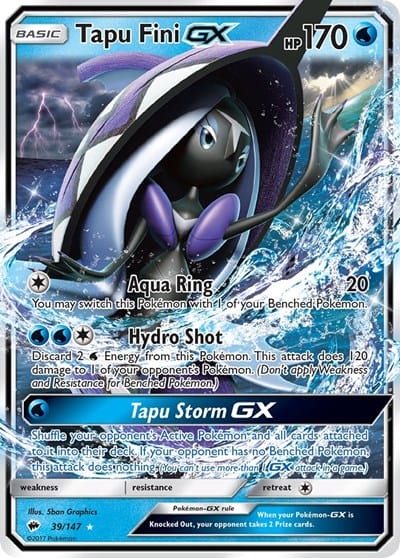 BASIC Tapu Fini GX HP 170
Aqua Ring 20
You may switch this Pokémon with 1 of your Benched Pokémon.
Hydro Shot
Discard 2 Energy from this Pokémon. This attack does 120
damage to 1 of your opponent's Pokémon. (Don't apply Weakness
and Resistance for Benched Pokémon.)
Tapu Storm GX
Shuffle your opponent's Active Pokémon and all cards attached
to it into their deck. If your opponent has no Benched Pokémon,
this attack does nothing. (You can't use more than 1 GX attack in a game.)
weakness resistance retreat
Illus. 5ban Graphics
39/147
©2017 Pokémon
Pokémon-GX rule
When your Pokémon-GX is
Knocked Out, your opponent takes 2 Prize cards.